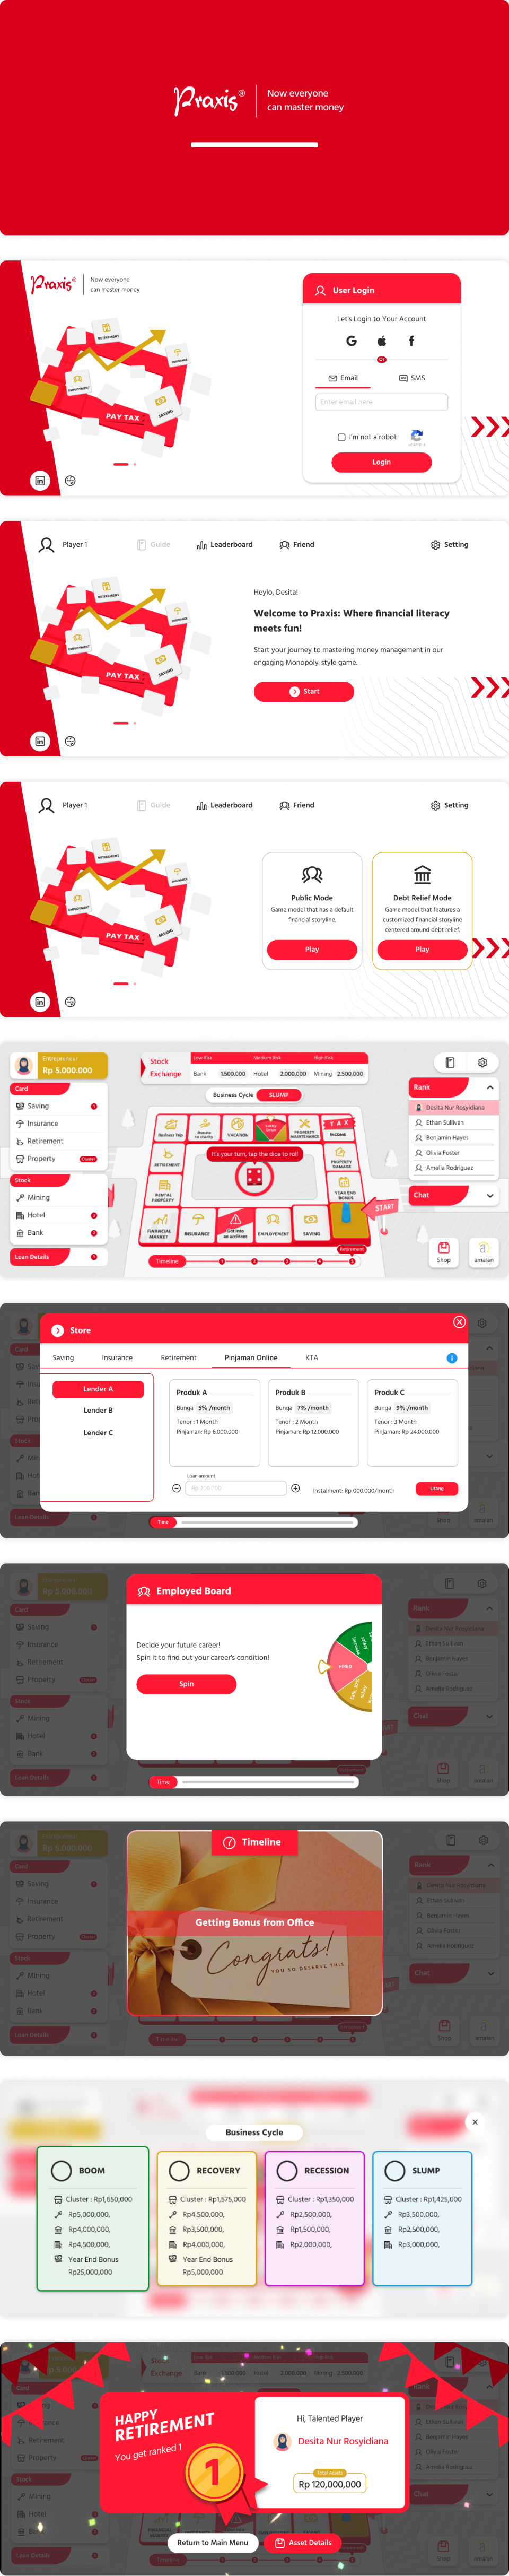 Praxis®
Now everyone
can master money
Praxis®
Now everyone
can master money
RETIREMENT
INSURANCE
EMPLOYMENT
SAVING
PAY TAX
User Login
Let's Login to Your Account
Or
Email
SMS
Enter email here
I'm not a robot
Login
Player 1
Guide
Leaderboard
Friend
Setting
RETIREMENT
INSURANCE
EMPLOYMENT
SAVING
PAY TAX
Heylo, Desita!
Welcome to Praxis: Where financial literacy
meets fun!
Start your journey to mastering money management in our
engaging Monopoly-style game.
Start
Player 1
Guide
Leaderboard
Friend
Setting
RETIREMENT
INSURANCE
EMPLOYMENT
SAVING
PAY TAX
Public Mode
Game model that has a default
financial storyline.
Play
Debt Relief Mode
Game model that features a
customized financial storyline
centered around debt relief.
Play
Entrepreneur
Rp 5.000.000
Card
Saving
Insurance
Retirement
Property
Cluster
Stock
Mining
Hotel
Bank
Loan Details
Stock
Exchange
Low Risk
Medium Risk
High Risk
Bank 1.500.000
Hotel 2.000.000
Mining 2.500.000
Business Cycle
SLUMP
Business Trip
Donate
to charity
VACATION
PROPERTY
MAINTENANCE
TAX
INCOME
It's your turn, tap the dice to roll
RETIREMENT
PROPERTY
DAMAGE
RENTAL
PROPERTY
YEAR END
BONUS
START
FINANCIAL
MARKET
INSURANCE
Got into
an accident
EMPLOYEMENT
SAVING
Retirement
Timeline
Rank
Desita Nur Rosyidiana
Ethan Sullivan
Benjamin Hayes
Olivia Foster
Amelia Rodriguez
Chat
Shop
amalan
Store
Saving
Insurance
Retirement
Pinjaman Online
KTA
Lender A
Lender B
Lender C
Produk A
Bunga 5% /month
Tenor : 1 Month
Pinjaman: Rp 6.000.000
Produk B
Bunga 7% /month
Tenor : 2 Month
Pinjaman: Rp 12.000.000
Produk C
Bunga 9% /month
Tenor : 3 Month
Pinjaman: Rp 24.000.000
Loan amount
Rp 200.000
Instalment: Rp 000.000/month
Utang
Time
Employed Board
Decide your future career!
Spin it to find out your career's condition!
Spin
FIRED
Time
Timeline
Getting Bonus from Office
Congrats!
YOU SO DESERVE THIS.
Business Cycle
BOOM
Cluster : Rp1,650,000
Rp5,000,000,
Rp4,000,000,
Rp4,500,000,
Year End Bonus
Rp25,000,000
RECOVERY
Cluster : Rp1,575,000
Rp4,500,000,
Rp3,500,000,
Rp4,000,000,
Year End Bonus
Rp5,000,000
RECESSION
Cluster : Rp1,350,000
Rp2,500,000,
Rp1,500,000,
Rp2,000,000,
SLUMP
Cluster : Rp1,425,000
Rp3,500,000,
Rp2,500,000,
Rp3,000,000,
HAPPY
RETIREMENT
You get ranked 1
1
Hi, Talented Player
Desita Nur Rosyidiana
Total Assets
Rp 120,000,000
Return to Main Menu
Asset Details